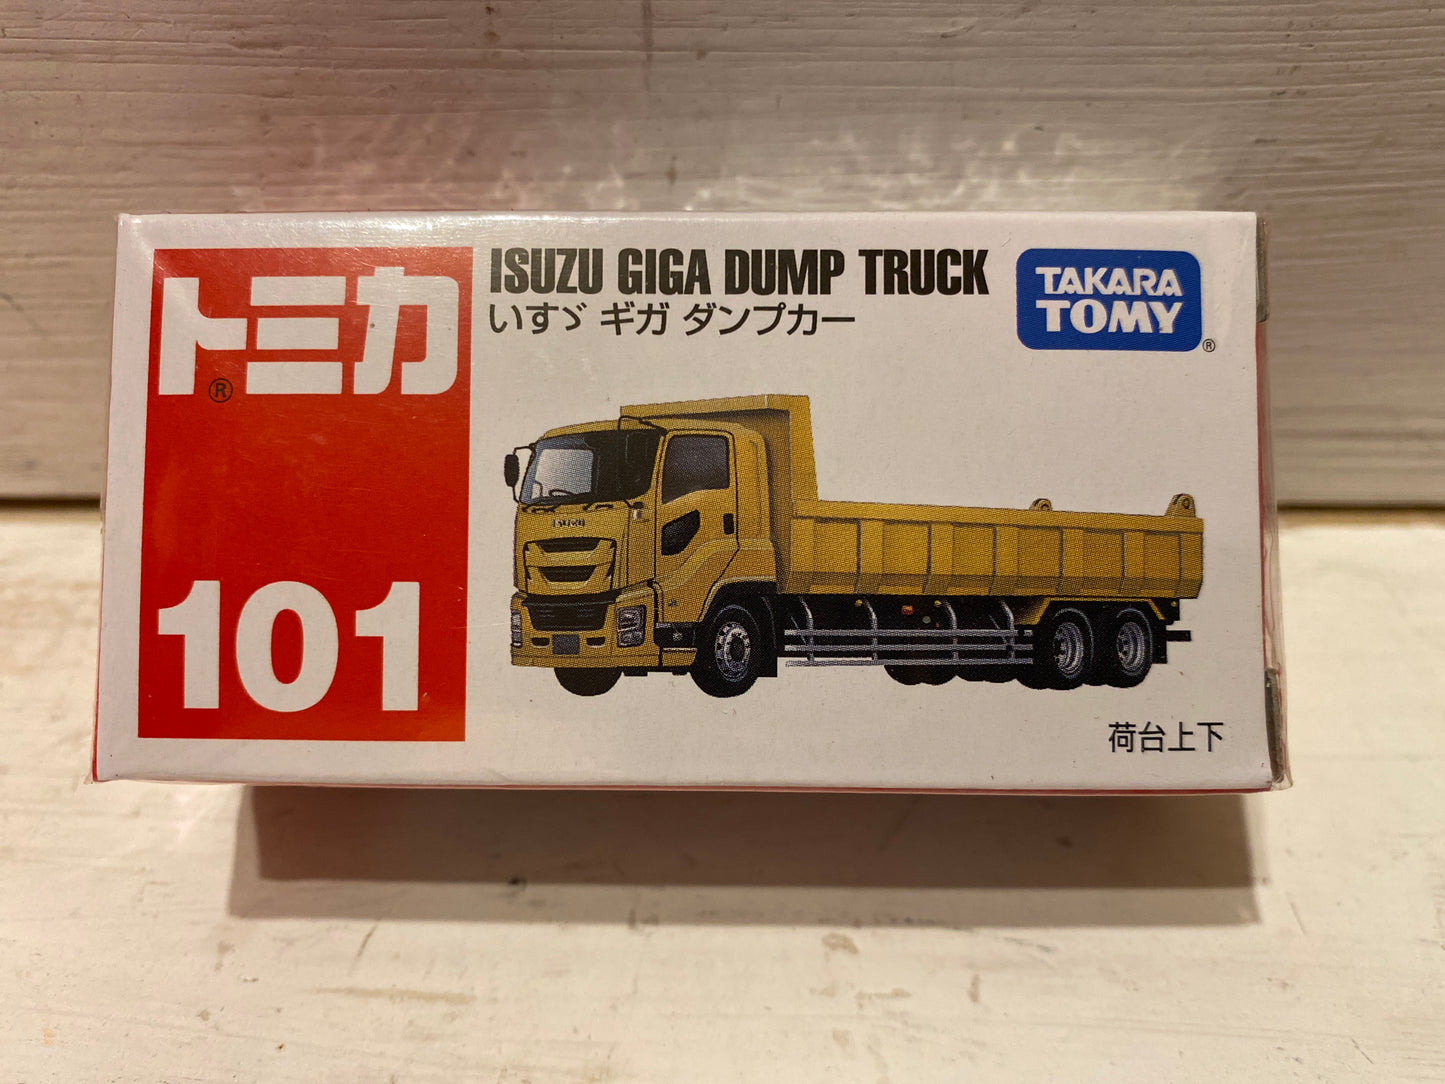 トミカ
®
101
ISUZU GIGA DUMP TRUCK
いすゞ ギガ ダンプカー
TAKARA
TOMY
®
ISUZU
荷台上下